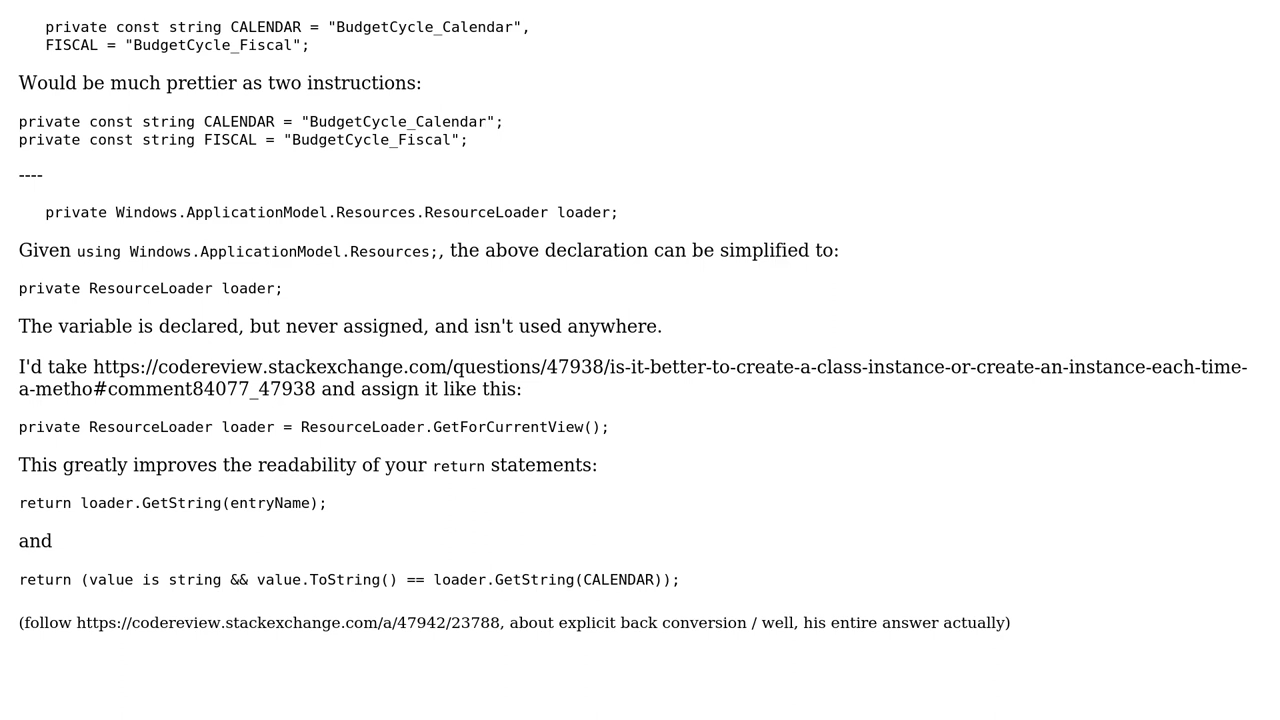 private const string CALENDAR = "BudgetCycle_Calendar",
FISCAL = "BudgetCycle_Fiscal";
Would be much prettier as two instructions:
private const string CALENDAR = "BudgetCycle_Calendar";
private const string FISCAL = "BudgetCycle_Fiscal";
----
private Windows.ApplicationModel.Resources.ResourceLoader loader;
Given using Windows.ApplicationModel.Resources;, the above declaration can be simplified to:
private ResourceLoader loader;
The variable is declared, but never assigned, and isn't used anywhere.
I'd take https://codereview.stackexchange.com/questions/47938/is-it-better-to-create-a-class-instance-or-create-an-instance-each-time-
a-metho#comment84077_47938 and assign it like this:
private ResourceLoader loader = ResourceLoader.GetForCurrentView();
This greatly improves the readability of your return statements:
return loader.GetString(entryName);
and
return (value is string && value.ToString() == loader.GetString(CALENDAR));
(follow https://codereview.stackexchange.com/a/47942/23788, about explicit back conversion / well, his entire answer actually)